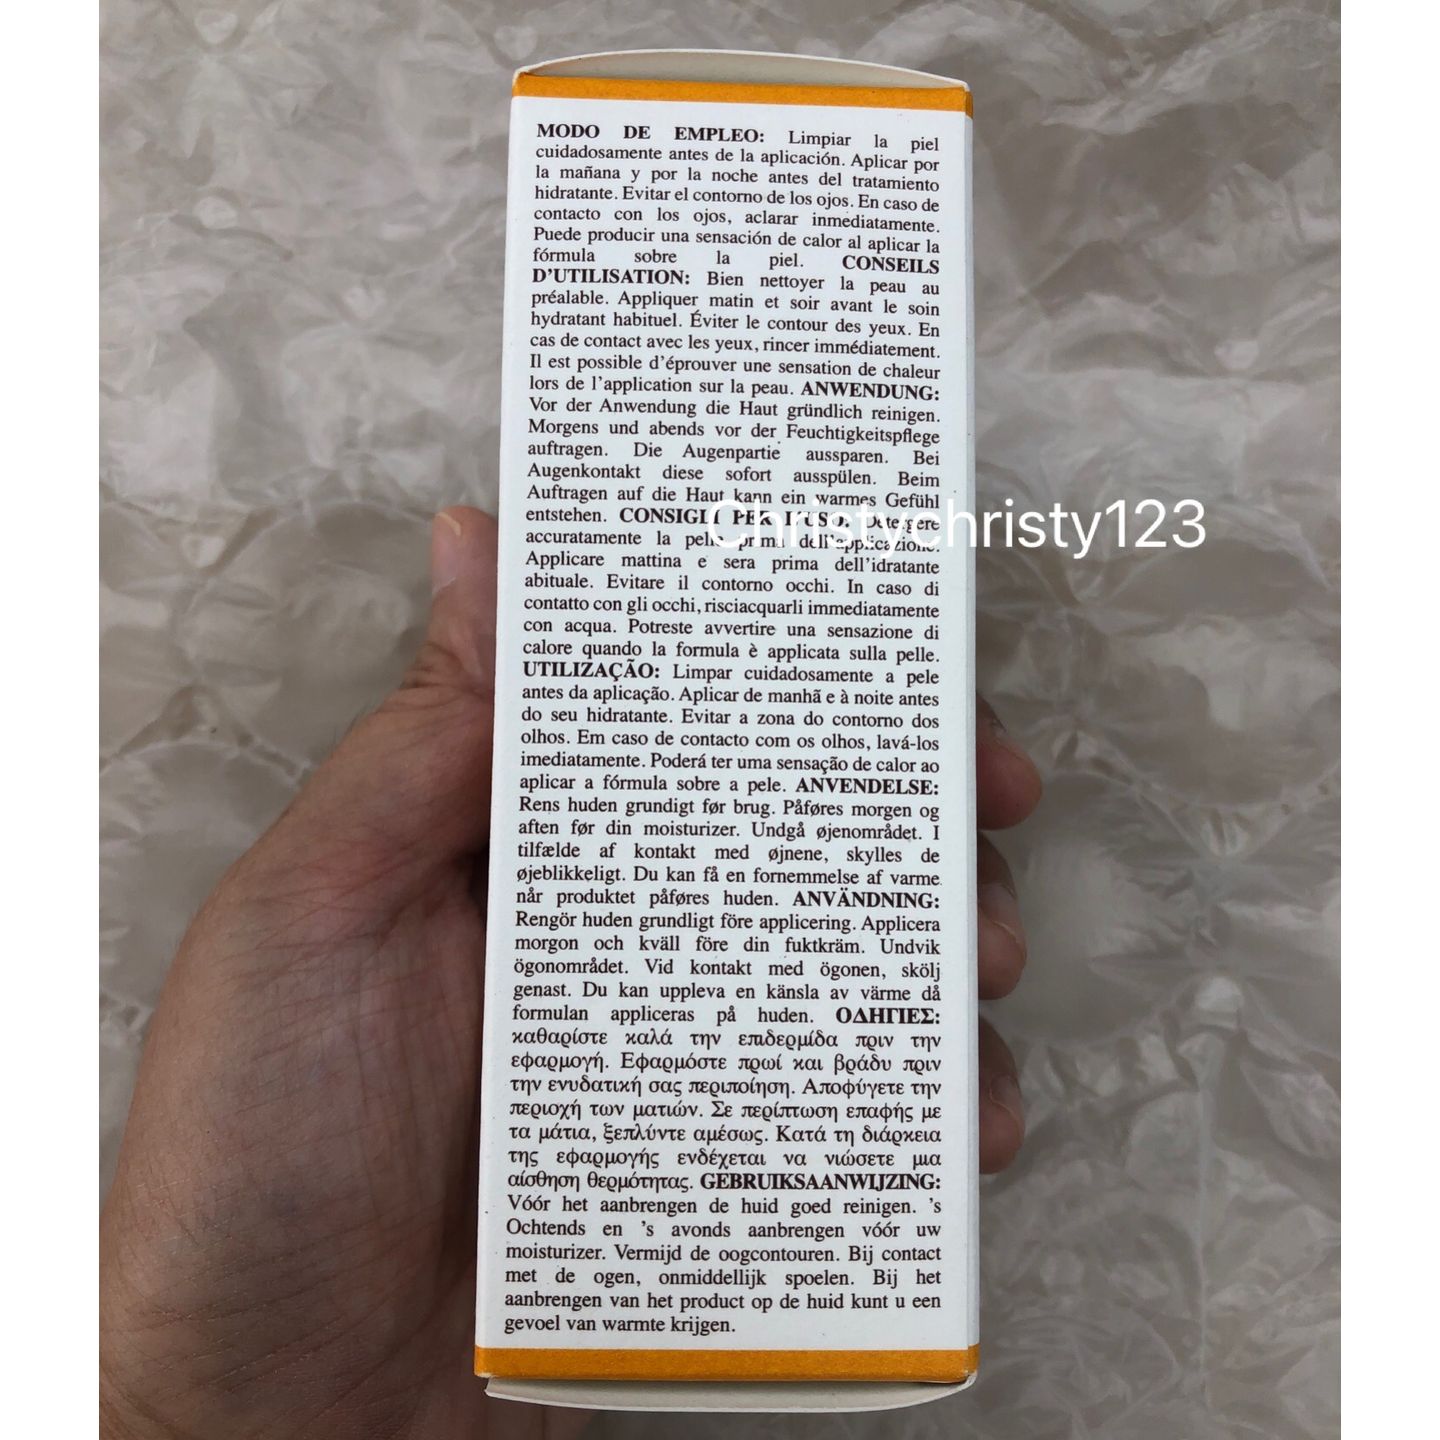 MODO DE EMPLEO: Limpiar la piel
cuidadosamente antes de la aplicación. Aplicar por
la mañana y por la noche antes del tratamiento
hidratante. Evitar el contorno de los ojos. En caso de
contacto con los ojos, aclarar inmediatamente.
Puede producir una sensación de calor al aplicar la
fórmula sobre la piel. CONSEILS
D'UTILISATION: Bien nettoyer la peau au
préalable. Appliquer matin et soir avant le soin
hydratant habituel. Éviter le contour des yeux. En
cas de contact avec les yeux, rincer immédiatement.
Il est possible d'éprouver une sensation de chaleur
lors de l'application sur la peau. ANWENDUNG:
Vor der Anwendung die Haut gründlich reinigen.
Morgens und abends vor der Feuchtigkeitspflege
auftragen. Die Augenpartie aussparen. Bei
Augenkontakt diese sofort ausspülen. Beim
Auftragen auf die Haut kann ein warmes Gefühl
entstehen. CONSIGLI PER L'USO: Detergere
Christychristy123
accuratamente la pelle prima dell'applicazione.
Applicare mattina e sera prima dell'idratante
abituale. Evitare il contorno occhi. In caso di
contatto con gli occhi, risciacquarli immediatamente
con acqua. Potreste avvertire una sensazione di
calore quando la formula è applicata sulla pelle.
UTILIZAÇÃO: Limpar cuidadosamente a pele
antes da aplicação. Aplicar de manhã e à noite antes
do seu hidratante. Evitar a zona do contorno dos
olhos. Em caso de contacto com os olhos, lavá-los
imediatamente. Poderá ter uma sensação de calor ao
aplicar a fórmula sobre a pele. ANVENDELSE:
Rens huden grundigt før brug. Påføres morgen og
aften før din moisturizer. Undgå øjenområdet. I
tilfælde af kontakt med øjnene, skylles de
øjeblikkeligt. Du kan få en fornemmelse af varme
når produktet påføres huden. ANVÄNDNING:
Rengör huden grundligt före applicering. Applicera
morgon och kväll före din fuktkräm. Undvik
ögonområdet. Vid kontakt med ögonen, skölj
genast. Du kan uppleva en känsla av värme då
formulan appliceras på huden. ΟΔΗΓΙΕΣ:
καθαρίστε καλά την επιδερμίδα πριν την
εφαρμογή. Εφαρμόστε πρωί και βράδυ πριν
την ενυδατική σας περιποίηση. Αποφύγετε την
περιοχή των ματιών. Σε περίπτωση επαφής με
τα μάτια, ξεπλύντε αμέσως. Κατά τη διάρκεια
της εφαρμογής ενδέχεται να νιώσετε μια
αίσθηση θερμότητας. GEBRUIKSAANWIJZING:
Vóór het aanbrengen de huid goed reinigen. 's
Ochtends en 's avonds aanbrengen vóór uw
moisturizer. Vermijd de oogcontouren. Bij contact
met de ogen, onmiddellijk spoelen. Bij het
aanbrengen van het product op de huid kunt u een
gevoel van warmte krijgen.